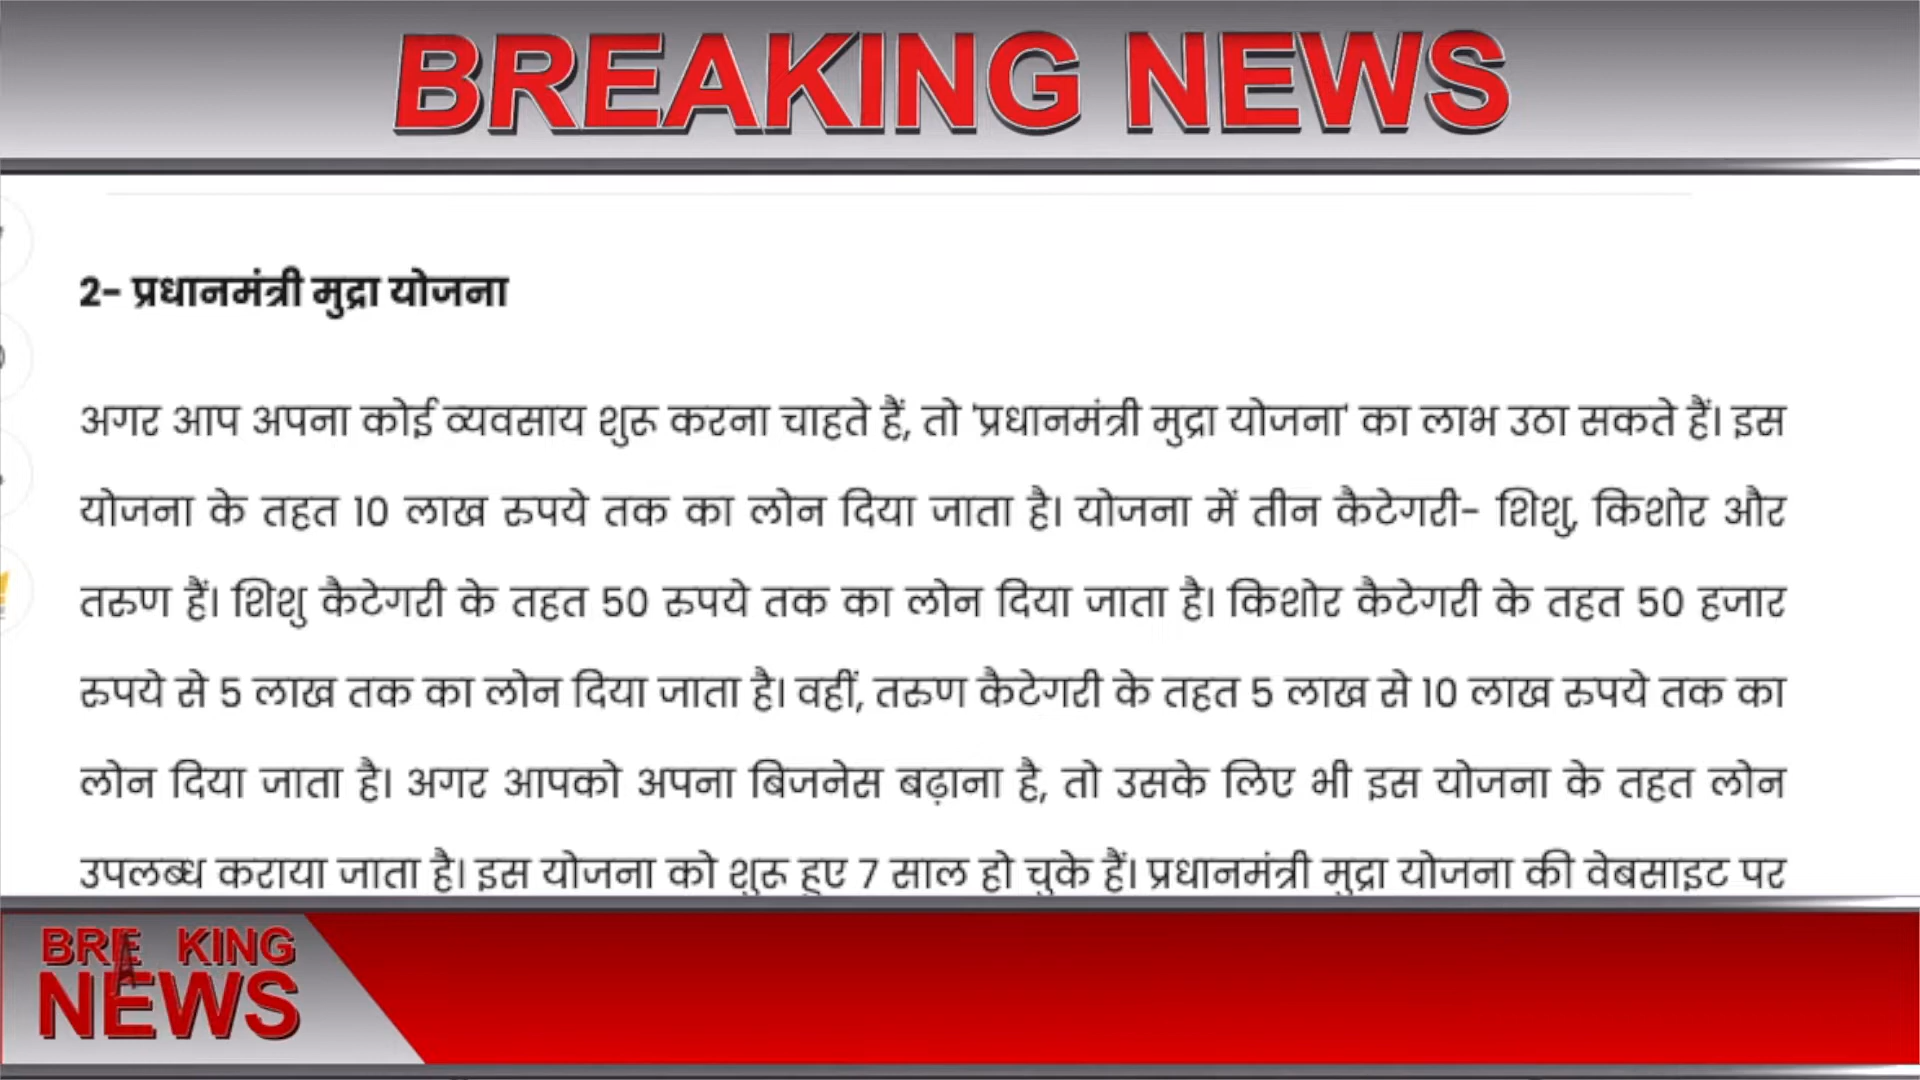 BREAKING NEWS
2- प्रधानमंत्री मुद्रा योजना
अगर आप अपना कोई व्यवसाय शुरू करना चाहते हैं, तो 'प्रधानमंत्री मुद्रा योजना' का लाभ उठा सकते हैं। इस
योजना के तहत 10 लाख रुपये तक का लोन दिया जाता है। योजना में तीन कैटेगरी- शिशु, किशोर और
तरुण हैं। शिशु कैटेगरी के तहत 50 रुपये तक का लोन दिया जाता है। किशोर कैटेगरी के तहत 50 हजार
रुपये से 5 लाख तक का लोन दिया जाता है। वहीं, तरुण कैटेगरी के तहत 5 लाख से 10 लाख रुपये तक का
लोन दिया जाता है। अगर आपको अपना बिजनेस बढ़ाना है, तो उसके लिए भी इस योजना के तहत लोन
उपलब्ध कराया जाता है। इस योजना को शुरू हुए 7 साल हो चुके हैं। प्रधानमंत्री मुद्रा योजना की वेबसाइट पर
BREAKING
NEWS